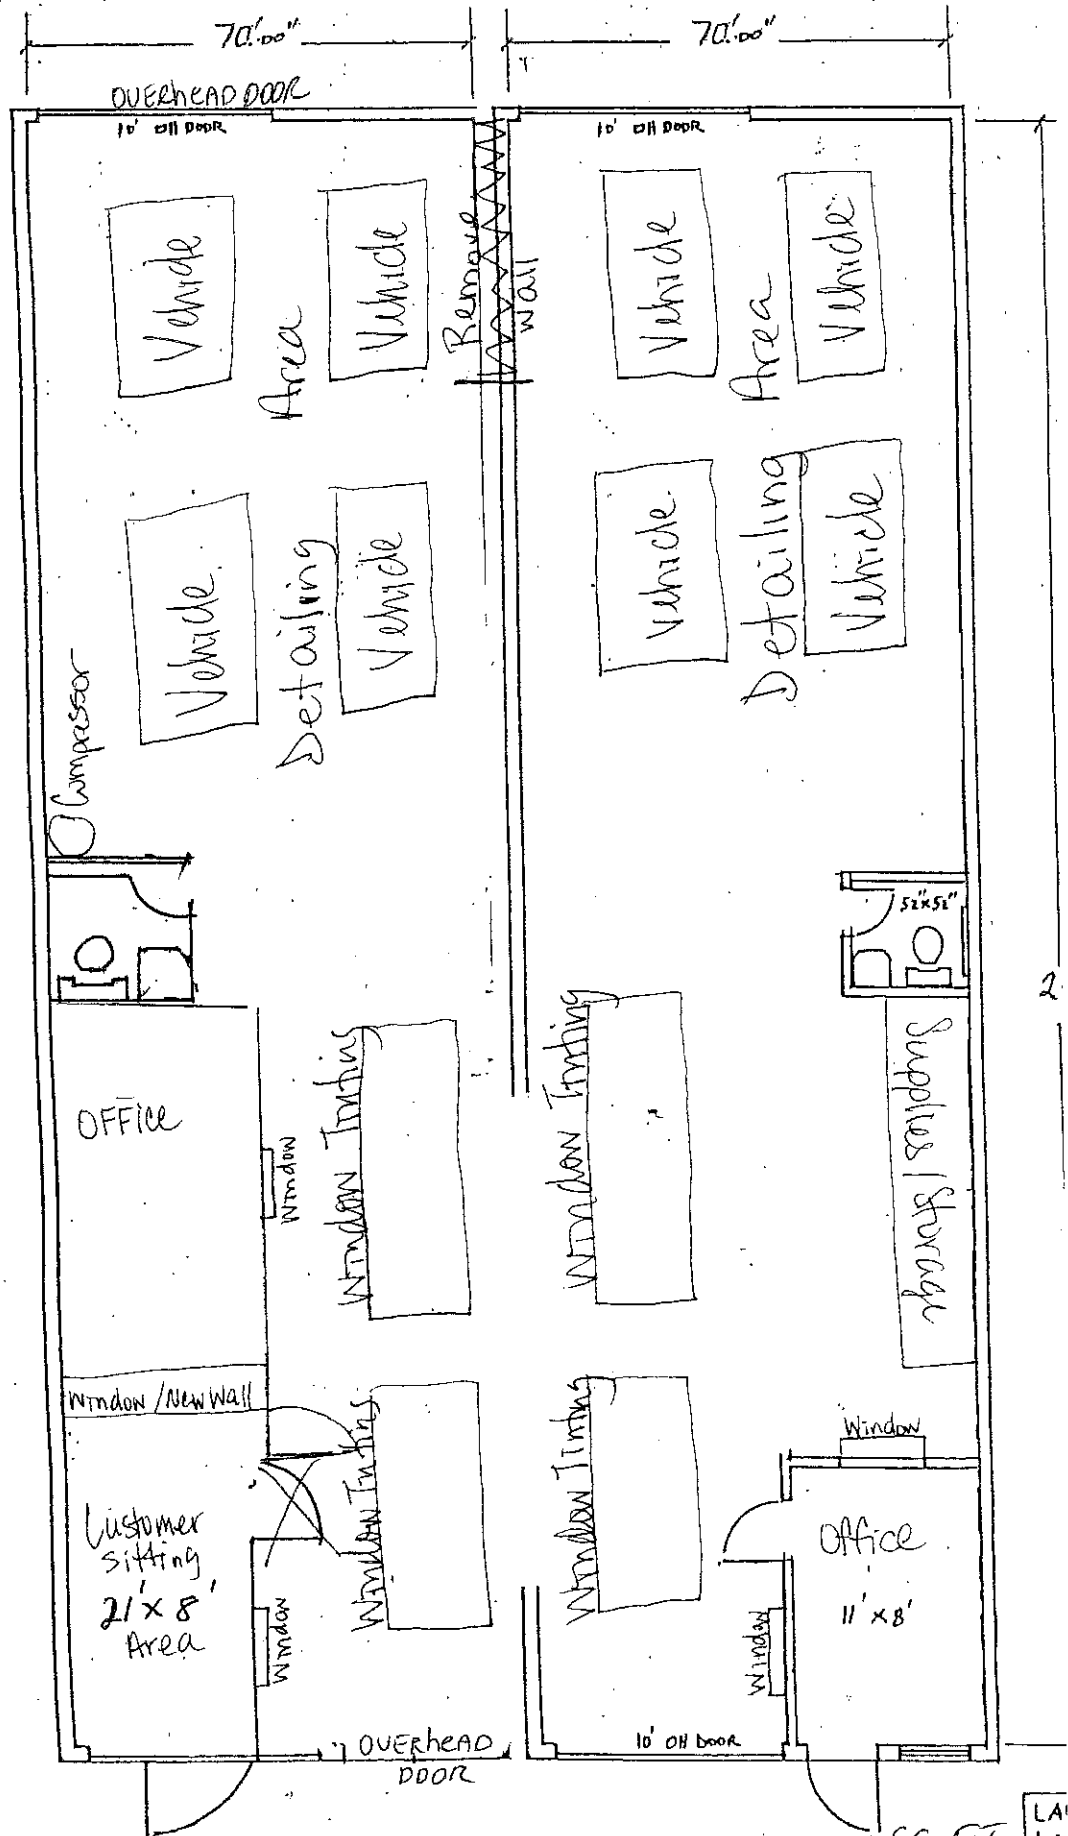 70'.00"
70'.00"
OVERhEAD DOOR
10' OH DOOR
10' OH DOOR
Vehicle
Vehicle
Remove
wall
Vehicle
Vehicle
Area
Area
Vehicle
Vehicle
Detailing
Vehicle
Detailing
Vehicle
Compressor
52"x52"
2
OFFice
Window
Window Tinting
Window Tinting
Supplies / Storage
Window / New Wall
Window Tinting
Window Tinting
Window
Customer
sitting
21' x 8'
Area
Window
Office
11' x 8'
Window
OVERhEAD
DOOR
10' OH DOOR